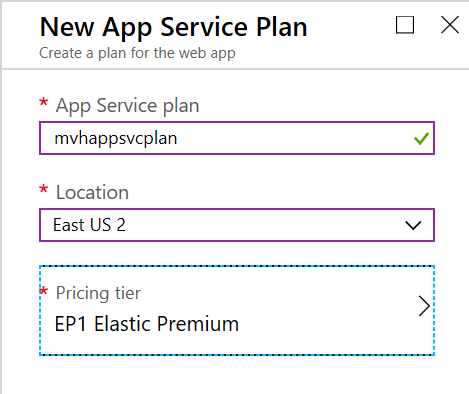 New App Service Plan
Create a plan for the web app
* App Service plan
mvhappsvcplan
* Location
East US 2
* Pricing tier
EP1 Elastic Premium